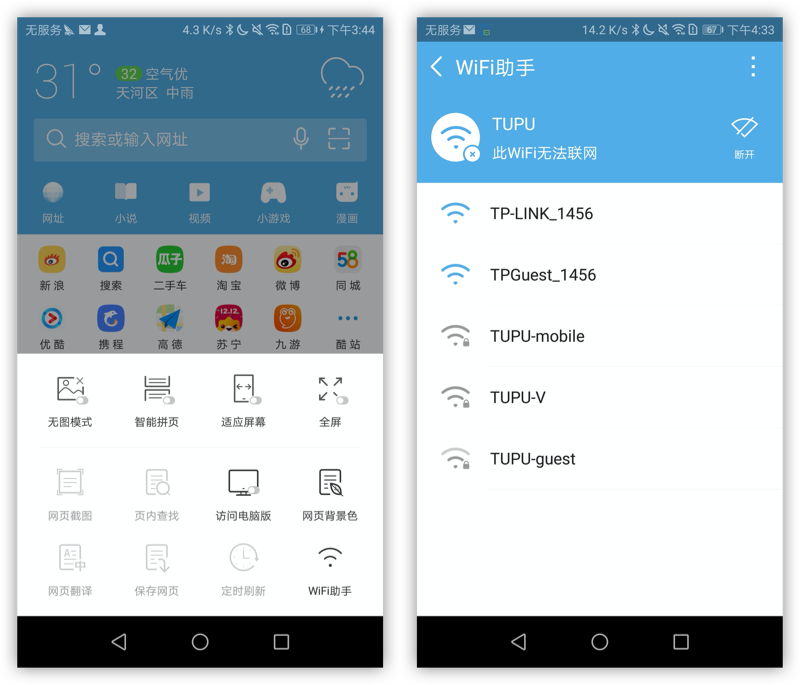 无服务 4.3 K/s 68 下午3:44
31° 32 空气优
天河区 中雨
搜索或输入网址
网址 小说 视频 小游戏 漫画
瓜子 淘 58
新浪 搜索 二手车 淘宝 微博 同城
12.12.
优酷 携程 高德 苏宁 九游 酷站
无图模式 智能拼页 适应屏幕 全屏
网页截图 页内查找 访问电脑版 网页背景色
A 中
网页翻译 保存网页 定时刷新 WiFi助手
无服务 14.2 K/s 67 下午4:33
WiFi助手
TUPU
此WiFi无法联网
断开
TP-LINK_1456
TPGuest_1456
TUPU-mobile
TUPU-V
TUPU-guest